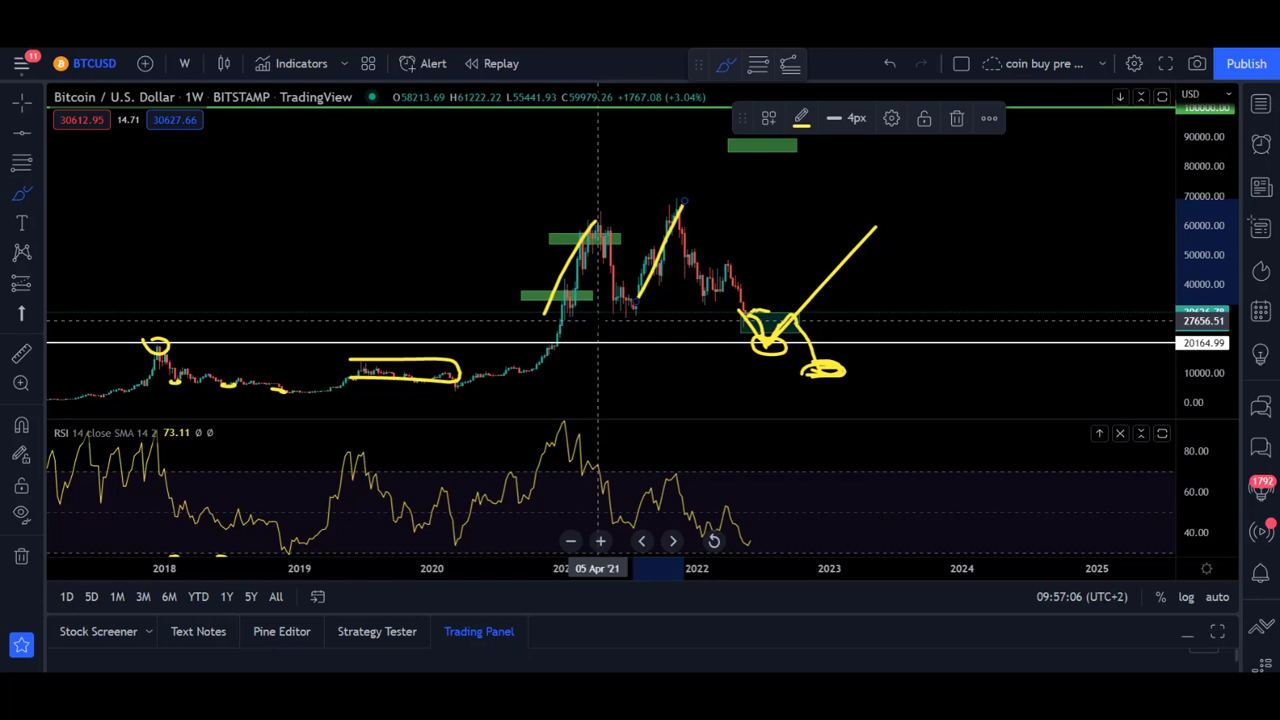 11
BTCUSD
W
Indicators
Alert
Replay
coin buy pre ...
Publish
Bitcoin / U.S. Dollar · 1W · BITSTAMP · TradingView
O58213.69 H61222.22 L55441.93 C59979.26 +1767.08 (+3.04%)
USD
30612.95 14.71 30627.66
4px
100000.00
90000.00
80000.00
70000.00
60000.00
50000.00
40000.00
27656.51
20164.99
10000.00
0.00
RSI 14 close SMA 14 2 73.11 Ø Ø
80.00
60.00
40.00
1792
2018
2019
2020
05 Apr '21
2022
2023
2024
2025
1D 5D 1M 3M 6M YTD 1Y 5Y All
09:57:06 (UTC+2)
% log auto
Stock Screener
Text Notes
Pine Editor
Strategy Tester
Trading Panel